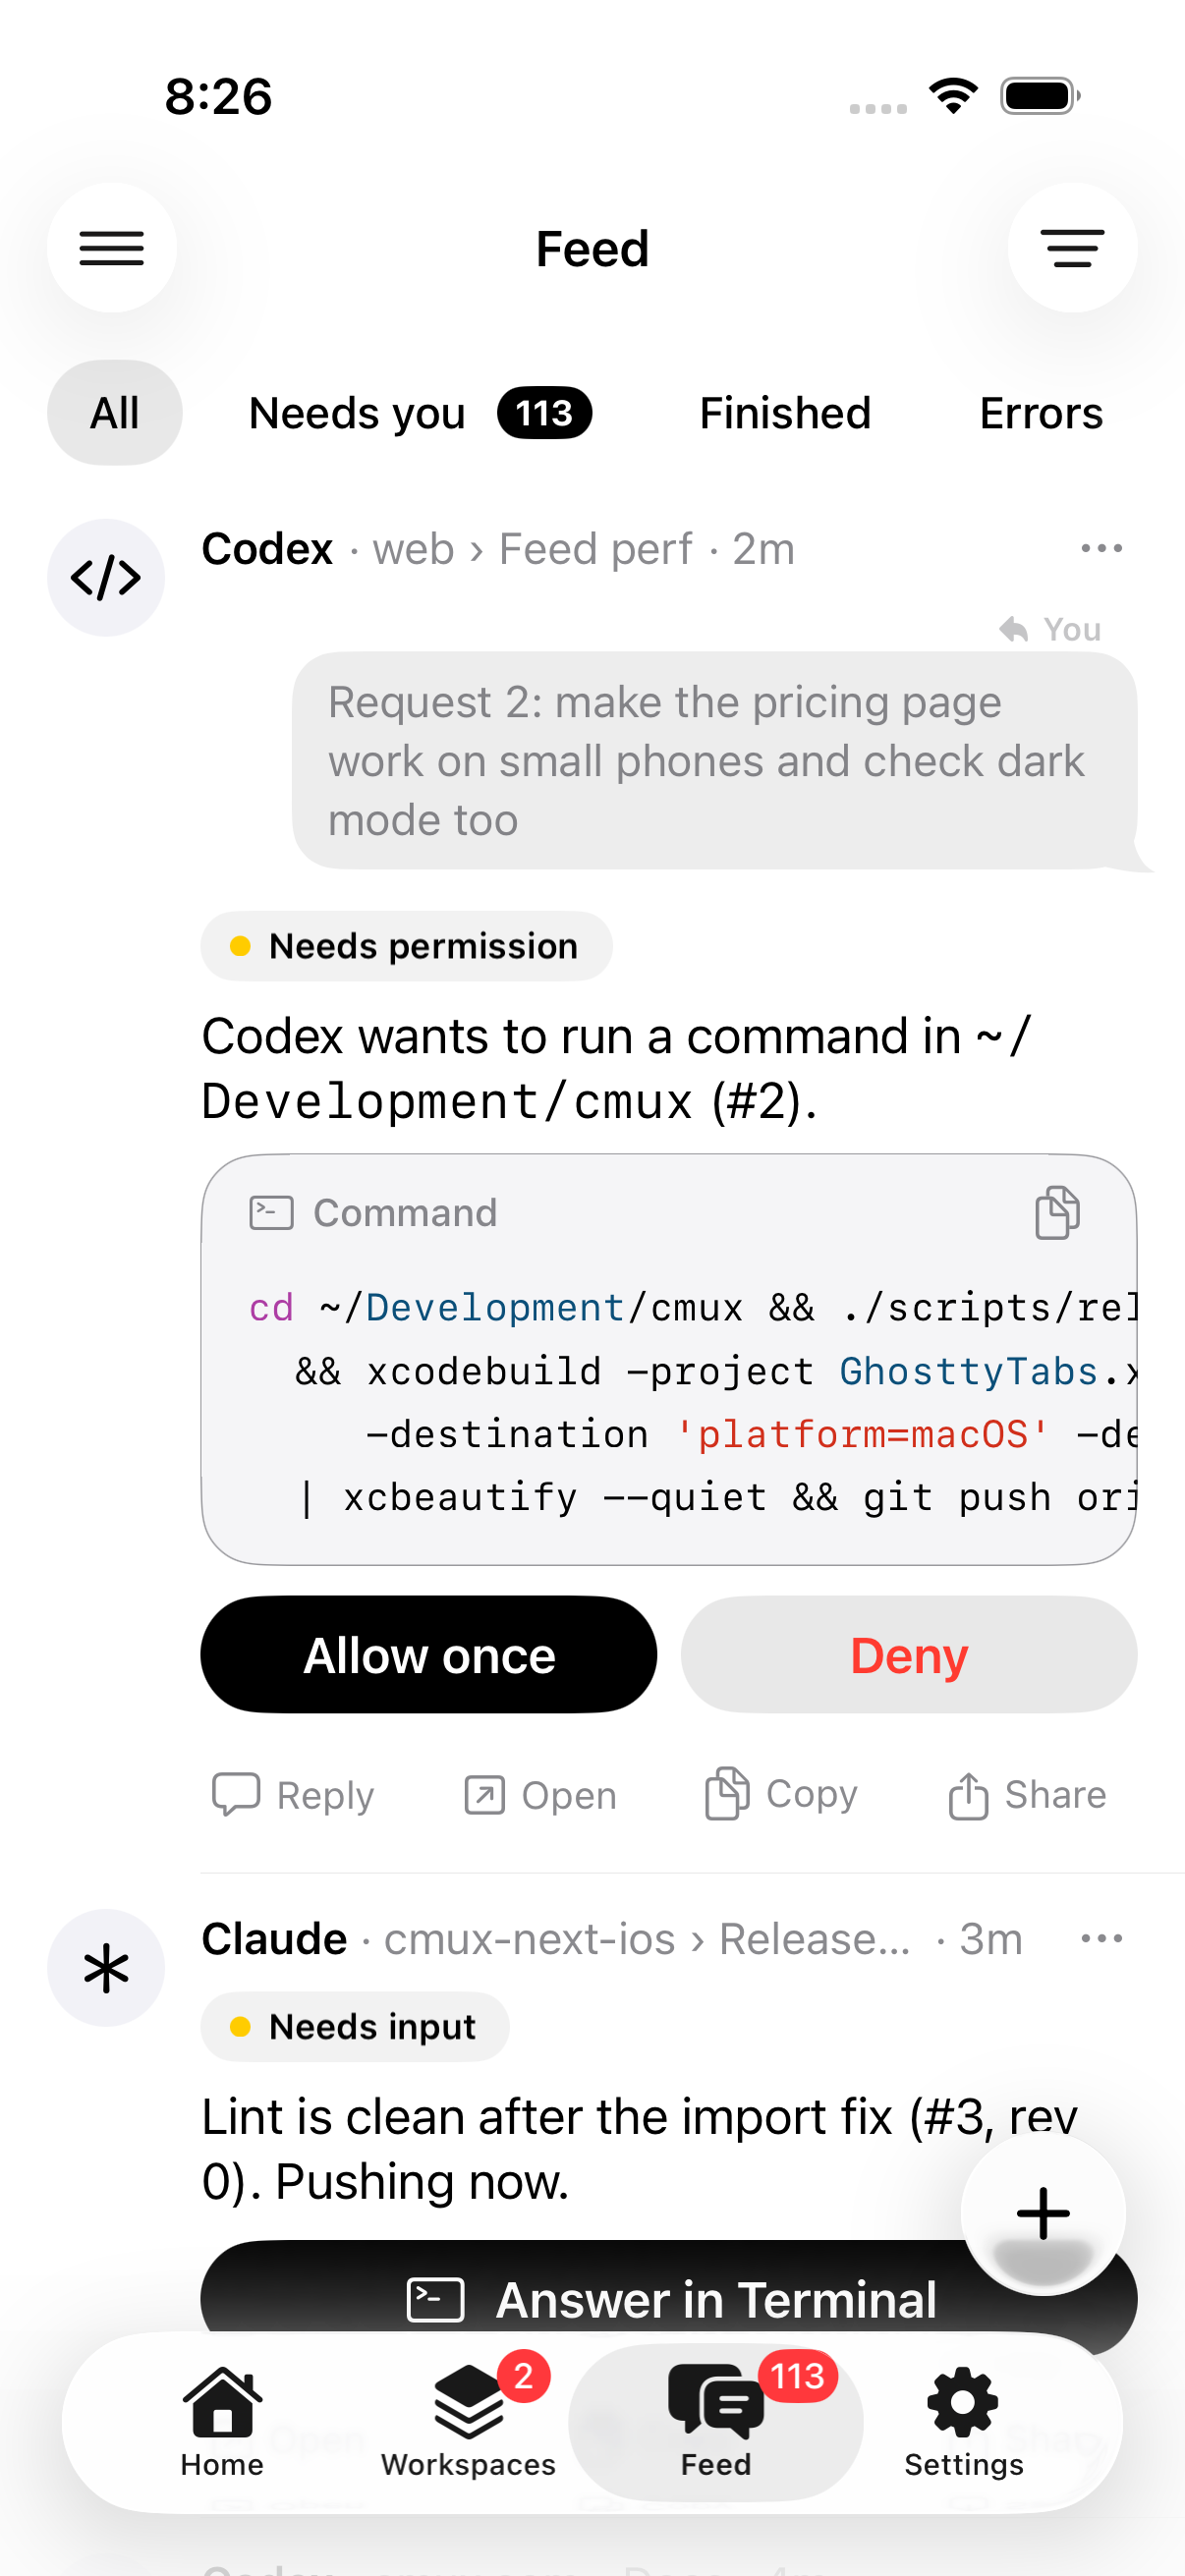 8:26
Feed
All
Needs you 113
Finished
Errors
Codex · web › Feed perf · 2m
You
Request 2: make the pricing page
work on small phones and check dark
mode too
Needs permission
Codex wants to run a command in ~/
Development/cmux (#2).
Command
cd ~/Development/cmux && ./scripts/rel
&& xcodebuild -project GhosttyTabs.x
-destination 'platform=macOS' -de
| xcbeautify --quiet && git push ori
Allow once
Deny
Reply
Open
Copy
Share
Claude · cmux-next-ios › Release... · 3m
Needs input
Lint is clean after the import fix (#3, rev
0). Pushing now.
Answer in Terminal
Home
Workspaces 2
Feed 113
Settings